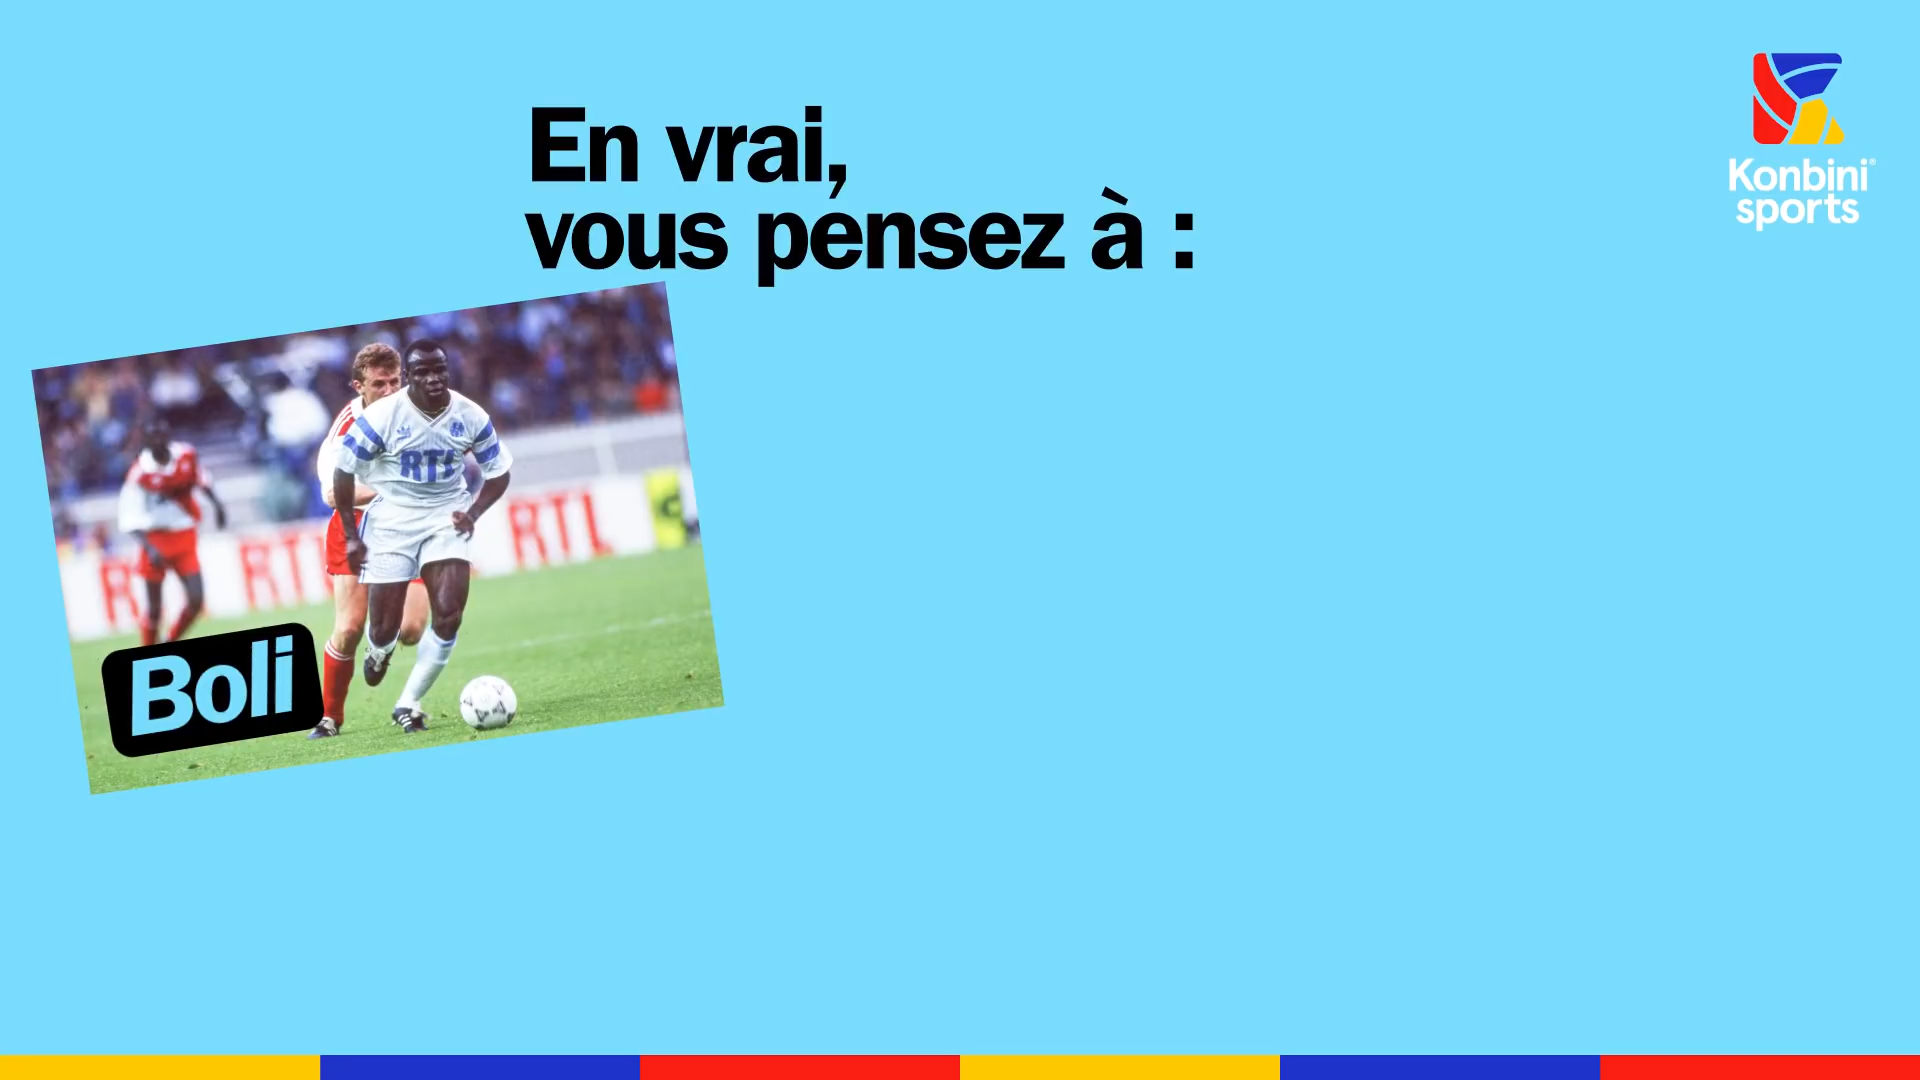 En vrai,
vous pensez à :
Konbini
sports
RTL
RTL
RTL
Boli